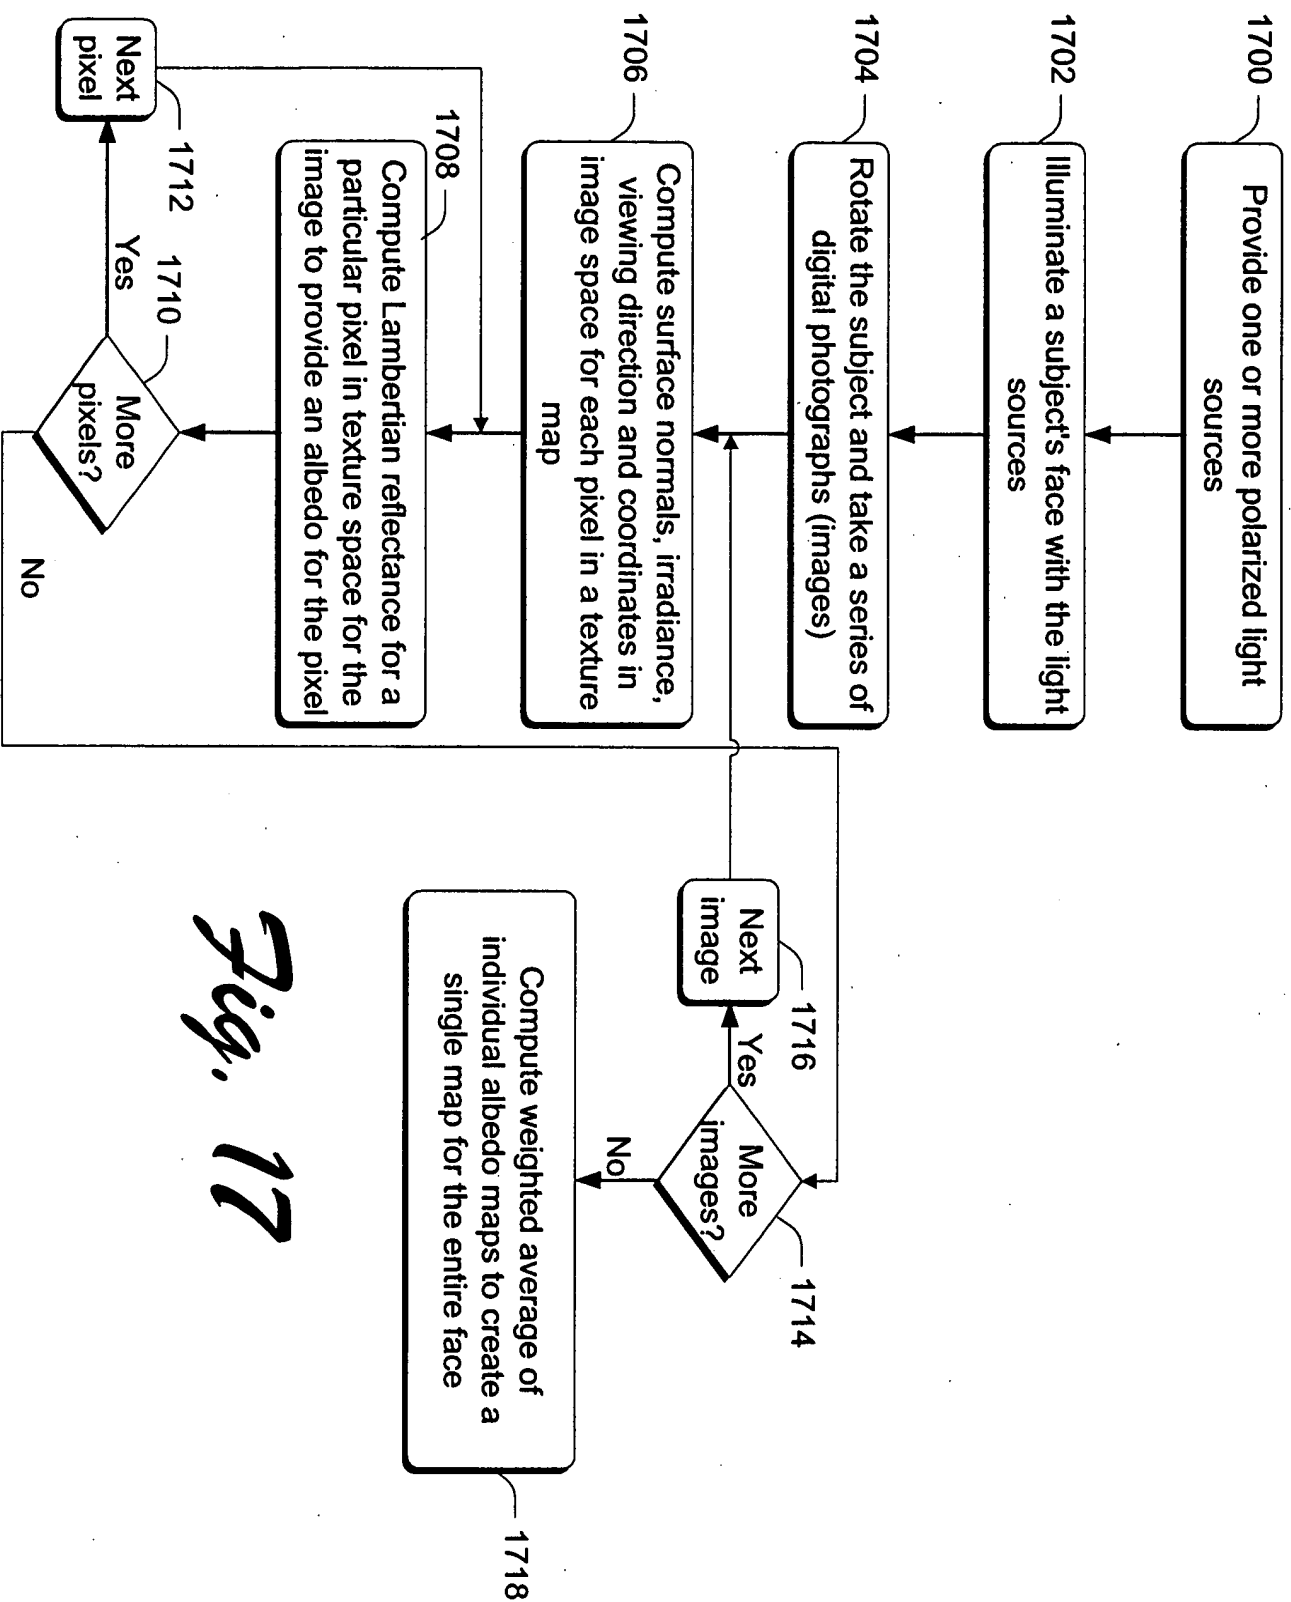 1700
Provide one or more polarized light
sources
1702
Illuminate a subject's face with the light
sources
1704
Rotate the subject and take a series of
digital photographs (images)
1706
Compute surface normals, irradiance,
viewing direction and coordinates in
image space for each pixel in a texture
map
1708
Compute Lambertian reflectance for a
particular pixel in texture space for the
image to provide an albedo for the pixel
1710
More
pixels?
Yes
1712
Next
pixel
No
1714
More
images?
Yes
1716
Next
image
No
Compute weighted average of
individual albedo maps to create a
single map for the entire face
1718
Fig. 17